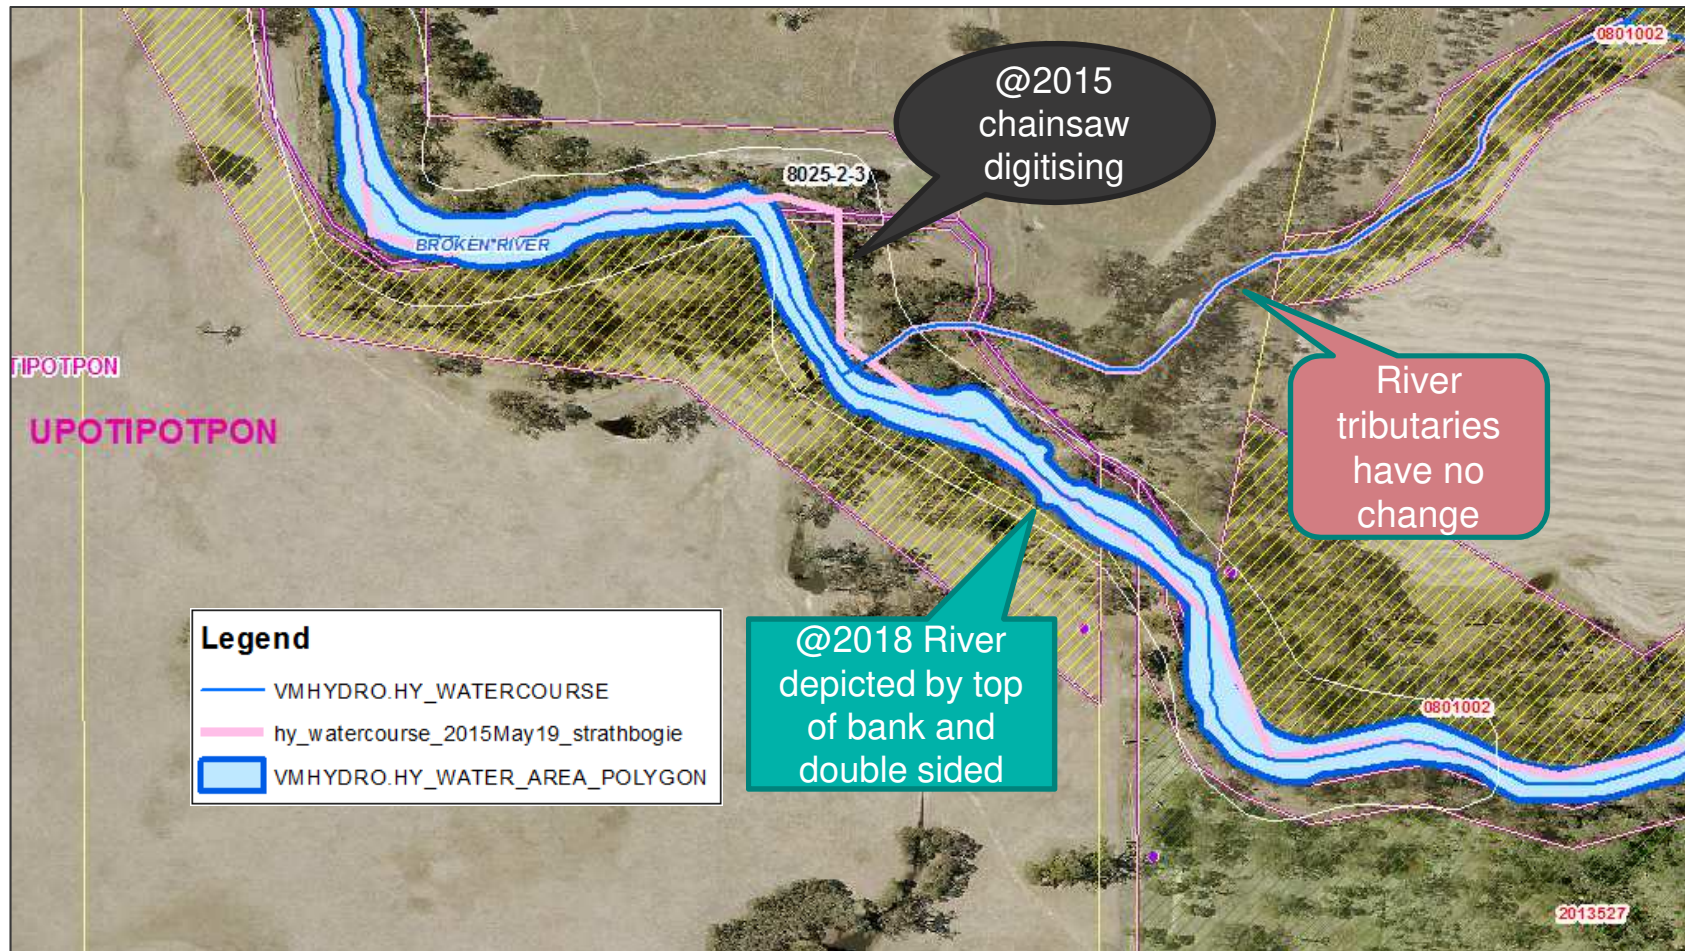 0801002
@2015
chainsaw
digitising
8025-2-3
BROKEN RIVER
TIPOTPON
UPOTIPOTPON
River
tributaries
have no
change
Legend
VMHYDRO.HY_WATERCOURSE
hy_watercourse_2015May19_strathbogie
VMHYDRO.HY_WATER_AREA_POLYGON
@2018 River
depicted by top
of bank and
double sided
0801002
2013527